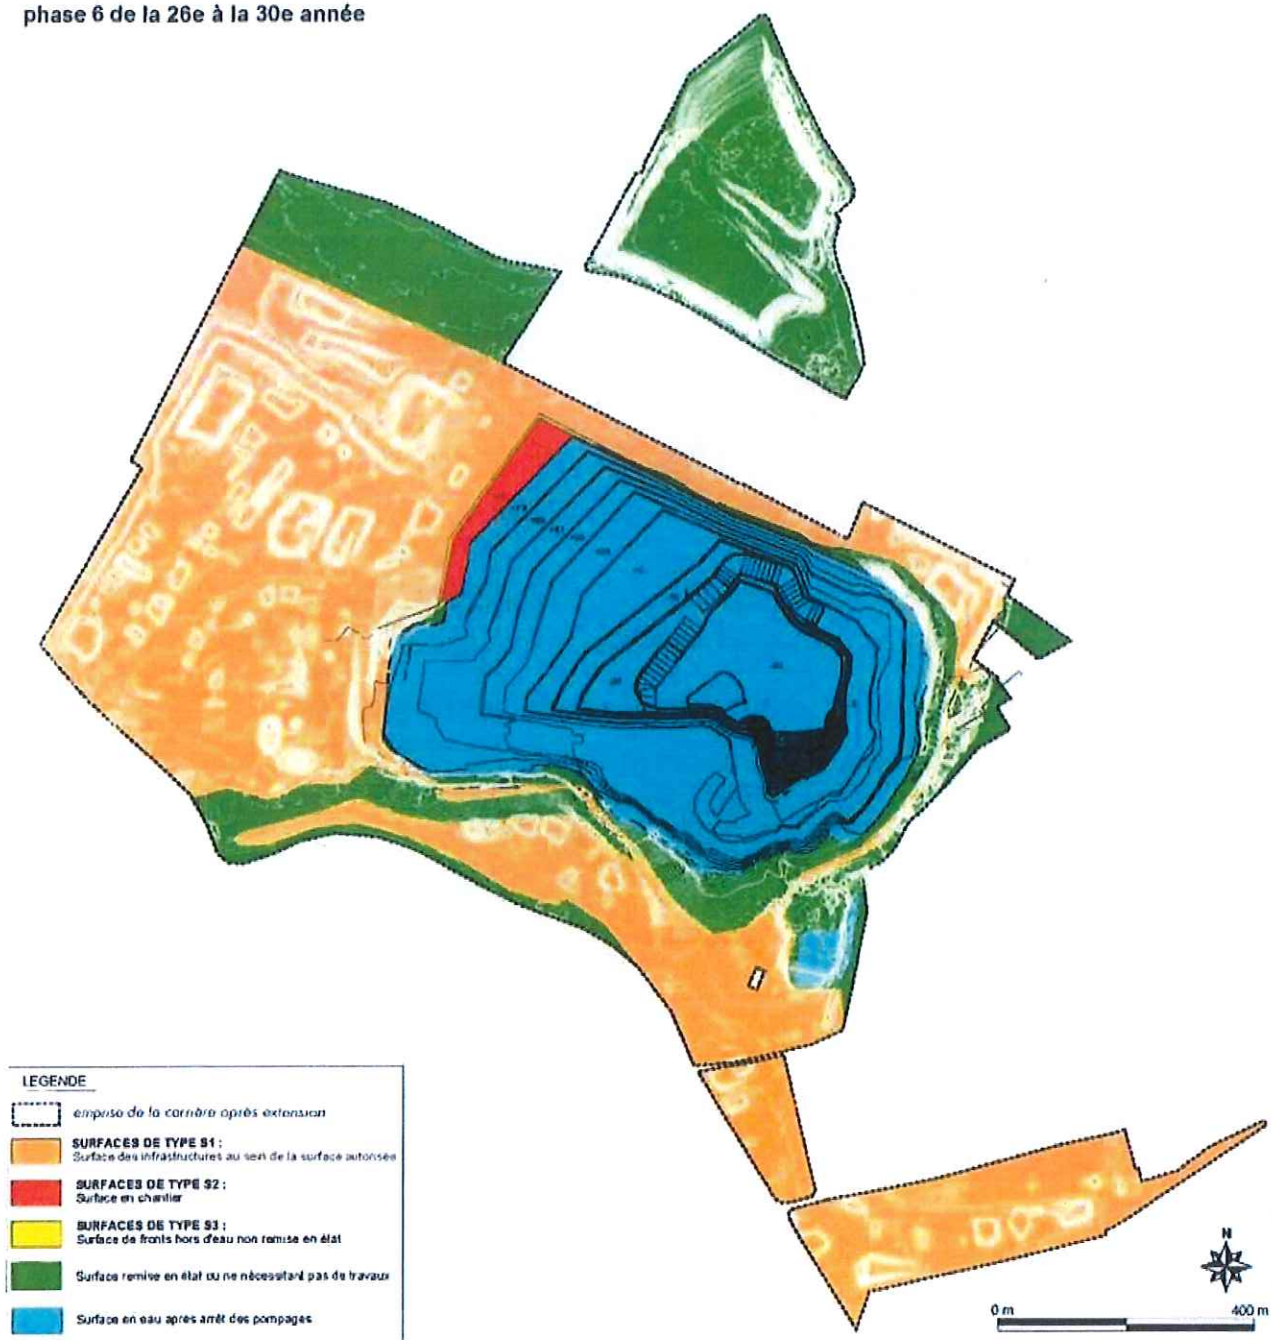 phase 6 de la 26e à la 30e année
LEGENDE
emprise de la carrière après extension
SURFACES DE TYPE S1 :
Surface des infrastructures au sein de la surface autorisée
SURFACES DE TYPE S2 :
Surface en chantier
SURFACES DE TYPE S3 :
Surface de fronts hors d'eau non remise en état
Surface remise en état ou ne nécessitant pas de travaux
Surface en eau après arrêt des pompages
N
0 m 400 m